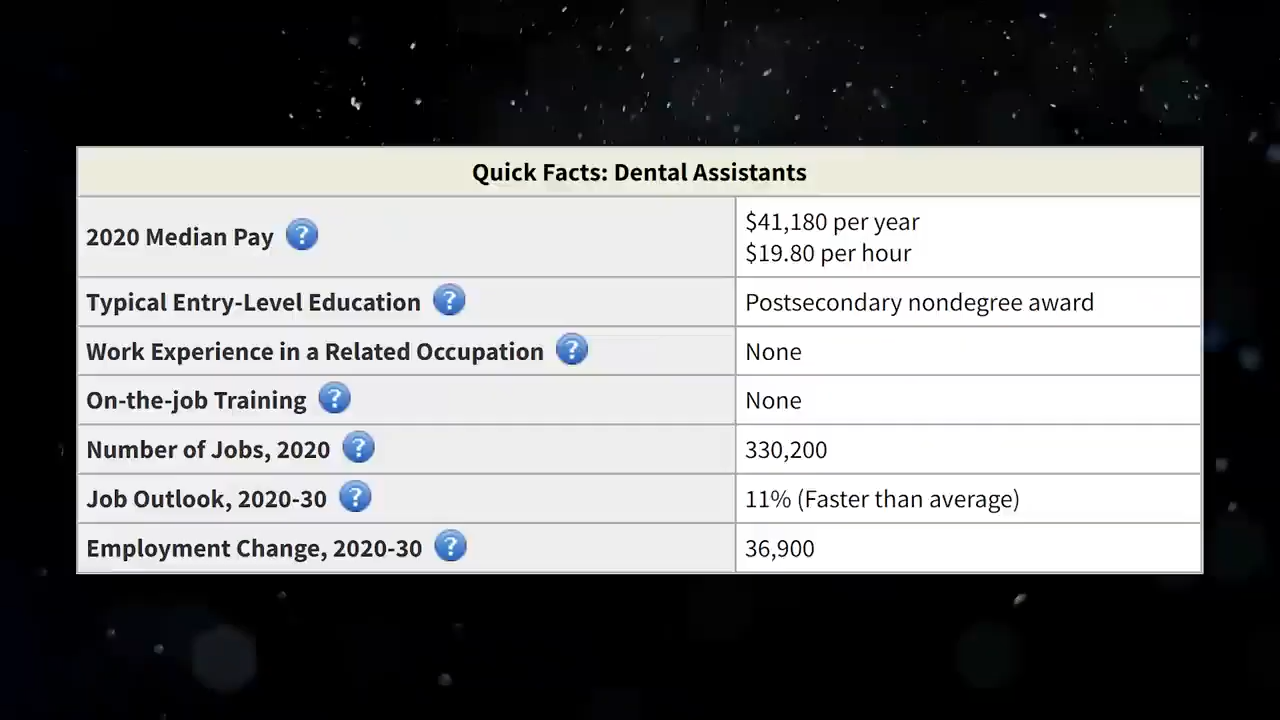 Quick Facts: Dental Assistants
2020 Median Pay ?
$41,180 per year
$19.80 per hour
Typical Entry-Level Education ?
Postsecondary nondegree award
Work Experience in a Related Occupation ?
None
On-the-job Training ?
None
Number of Jobs, 2020 ?
330,200
Job Outlook, 2020-30 ?
11% (Faster than average)
Employment Change, 2020-30 ?
36,900